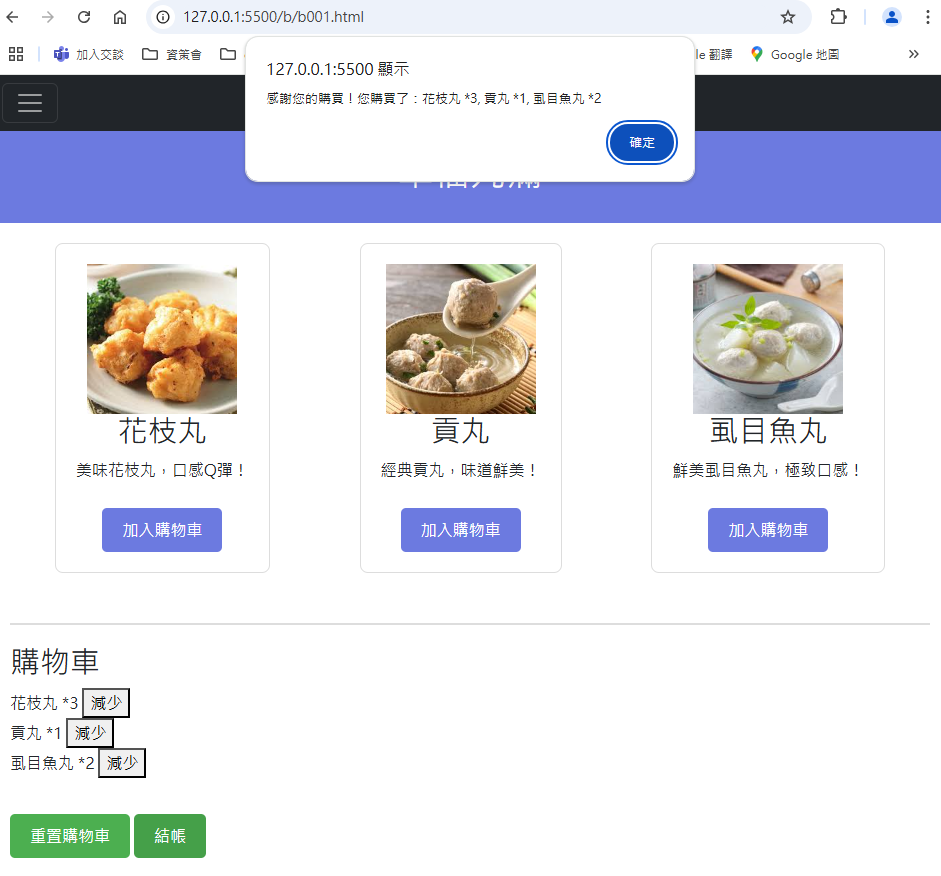 127.0.0.1:5500/b/b001.html
加入交談 資策會 le 翻譯 Google 地圖
127.0.0.1:5500 顯示
感謝您的購買！您購買了：花枝丸 *3, 貢丸 *1, 虱目魚丸 *2
確定
花枝丸 貢丸 虱目魚丸
美味花枝丸，口感Q彈！ 經典貢丸，味道鮮美！ 鮮美虱目魚丸，極致口感！
加入購物車 加入購物車 加入購物車
購物車
花枝丸 *3 減少
貢丸 *1 減少
虱目魚丸 *2 減少
重置購物車 結帳